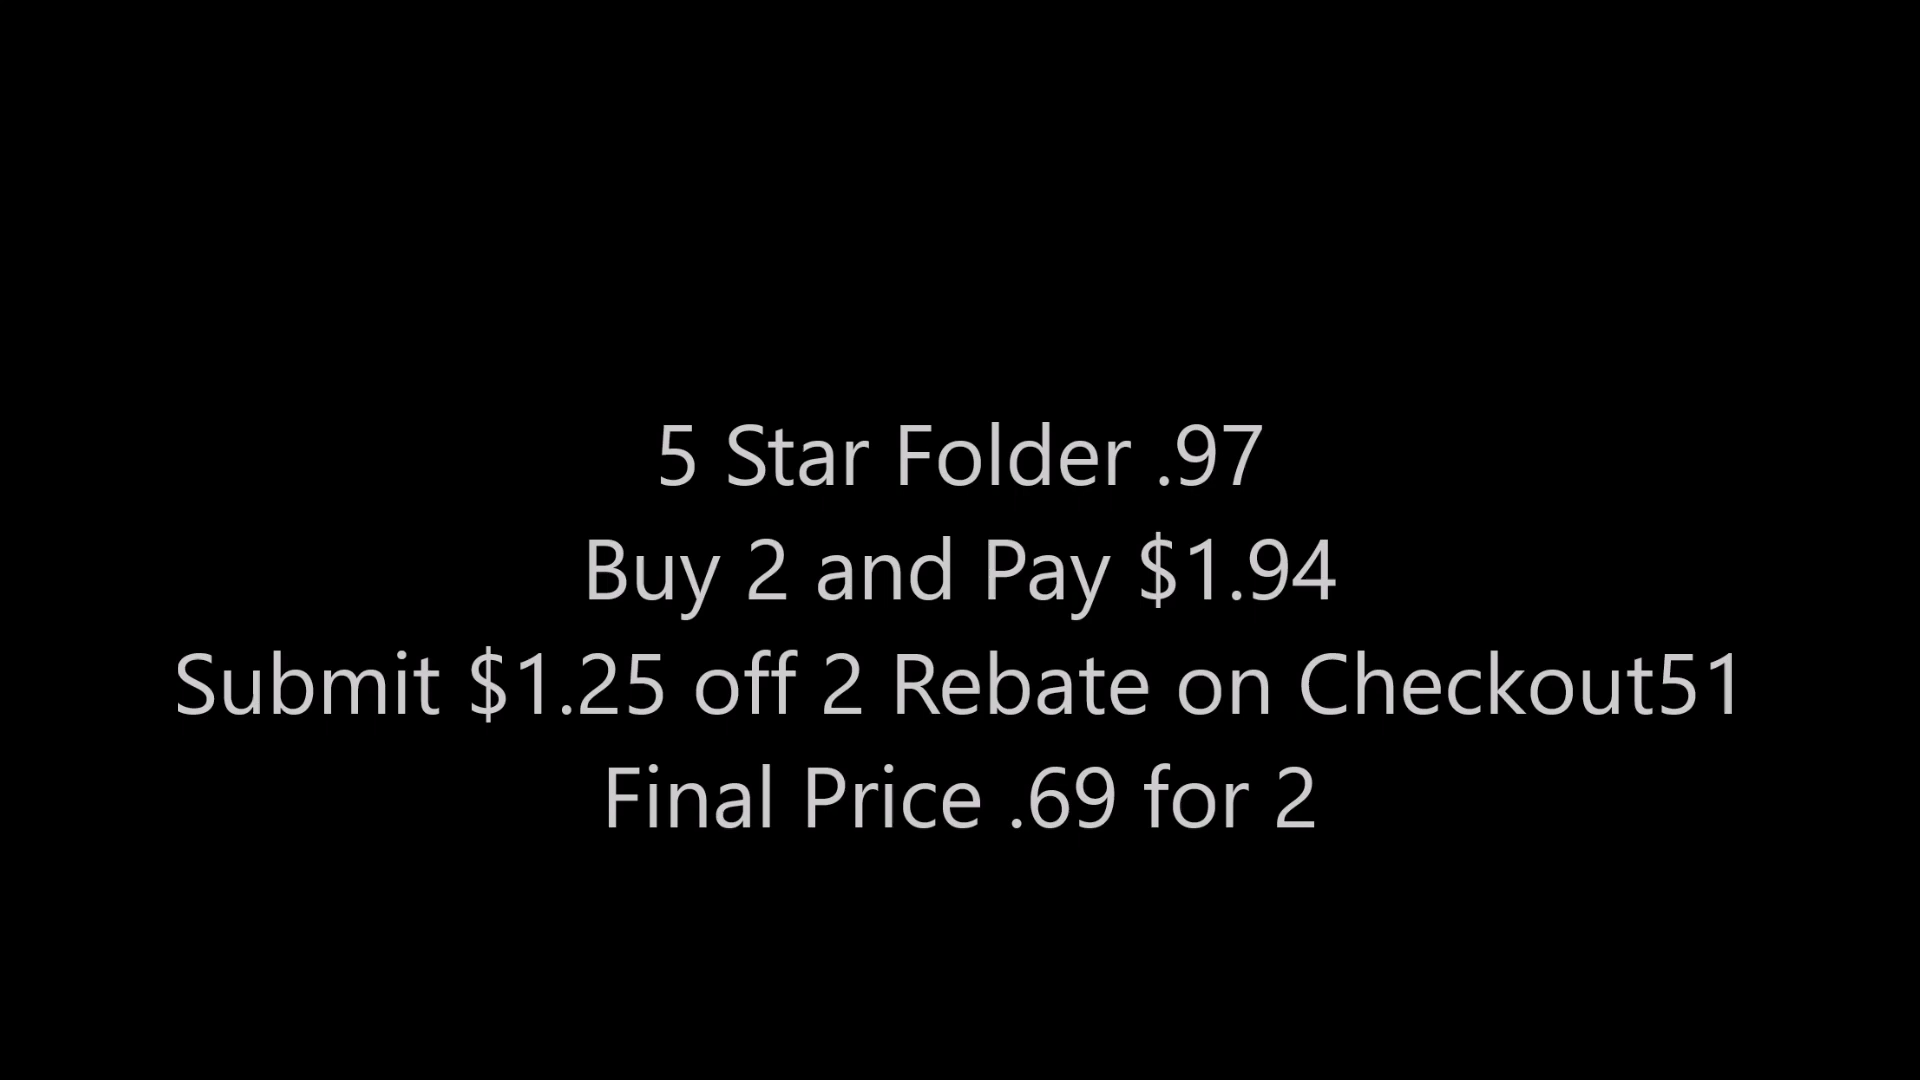 5 Star Folder .97
Buy 2 and Pay $1.94
Submit $1.25 off 2 Rebate on Checkout51
Final Price .69 for 2